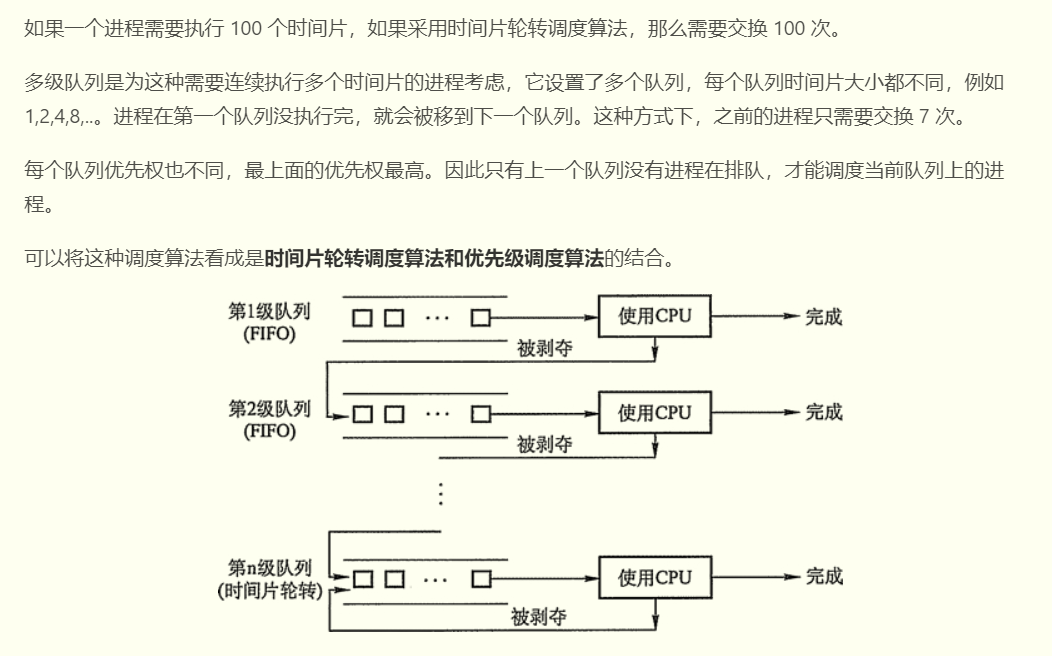 如果一个进程需要执行 100 个时间片，如果采用时间片轮转调度算法，那么需要交换 100 次。
多级队列是为这种需要连续执行多个时间片的进程考虑，它设置了多个队列，每个队列时间片大小都不同，例如
1,2,4,8,..。进程在第一个队列没执行完，就会被移到下一个队列。这种方式下，之前的进程只需要交换 7 次。
每个队列优先权也不同，最上面的优先权最高。因此只有上一个队列没有进程在排队，才能调度当前队列上的进
程。
可以将这种调度算法看成是时间片轮转调度算法和优先级调度算法的结合。
第1级队列
(FIFO)
…
使用CPU
完成
被剥夺
第2级队列
(FIFO)
…
使用CPU
完成
被剥夺
⋮
第n级队列
(时间片轮转)
…
使用CPU
完成
被剥夺